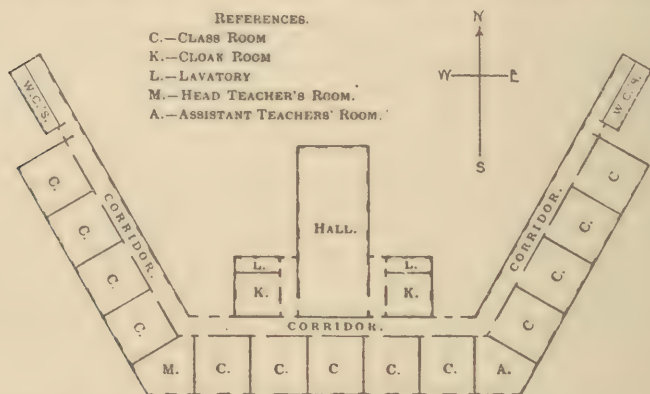 REFERENCES.
C.—CLASS ROOM
K.—CLOAK ROOM
L.—LAVATORY
M.—HEAD TEACHER'S ROOM.
A.—ASSISTANT TEACHERS' ROOM.
N
W
E
S
W.C.'S.
W.C.'S.
C.
C
C.
C.
CORRIDOR.
CORRIDOR.
HALL.
C.
C.
L.
L.
K.
K.
C.
C
CORRIDOR.
M.
C.
C.
C
C.
C.
A.